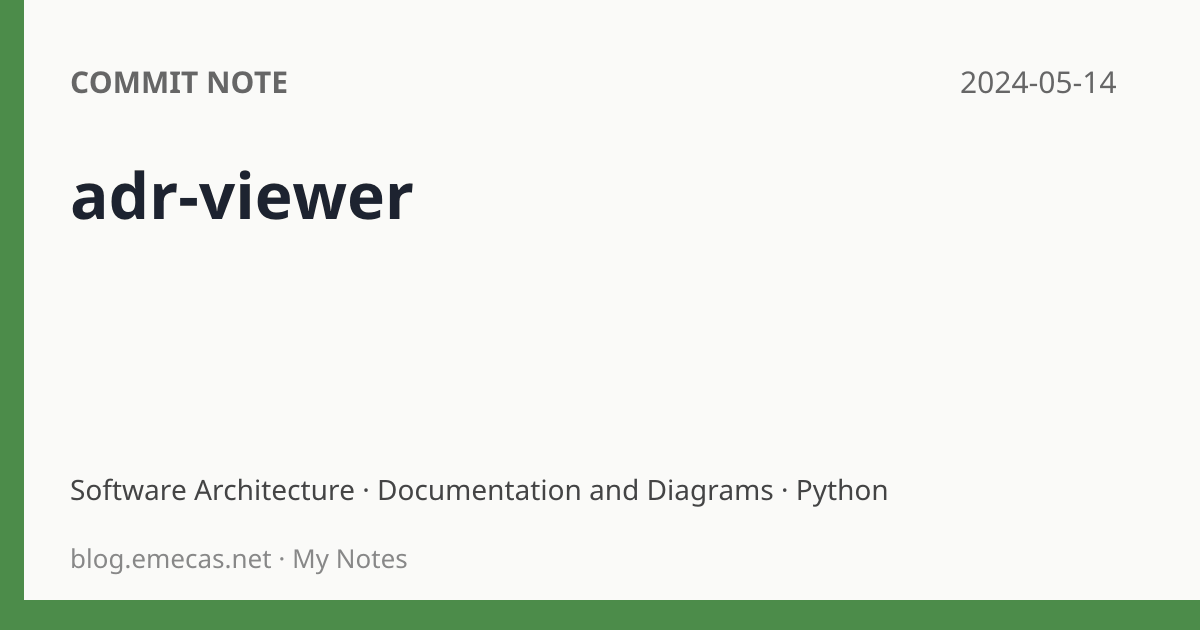 COMMIT NOTE 2024-05-14
adr-viewer
Software Architecture · Documentation and Diagrams · Python
blog.emecas.net · My Notes